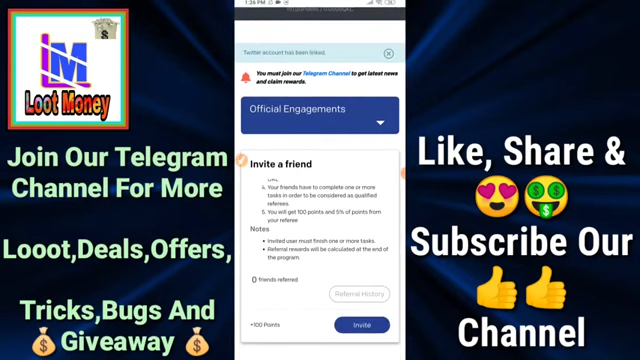 LM
Loot Money
Join Our Telegram
Channel For More
Looot,Deals,Offers,
Tricks,Bugs And
Giveaway
1:36 PM
Twitter account has been linked.
You must join our Telegram Channel to get latest news
and claim rewards.
Official Engagements
Invite a friend
URL
4. Your friends have to complete one or more
tasks in order to be considered as qualified
referees.
5. You will get 100 points and 5% of points from
your referee
Notes
• Invited user must finish one or more tasks.
• Referral rewards will be calculated at the end of
the program.
0 friends referred
Referral History
+100 Points
Invite
Like, Share &
Subscribe Our
Channel